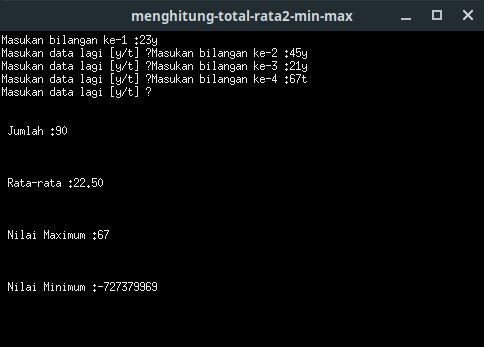 menghitung-total-rata2-min-max
Masukan bilangan ke-1 :23y
Masukan data lagi [y/t] ?Masukan bilangan ke-2 :45y
Masukan data lagi [y/t] ?Masukan bilangan ke-3 :21y
Masukan data lagi [y/t] ?Masukan bilangan ke-4 :67t
Masukan data lagi [y/t] ?
Jumlah :90
Rata-rata :22.50
Nilai Maximum :67
Nilai Minimum :-727379969